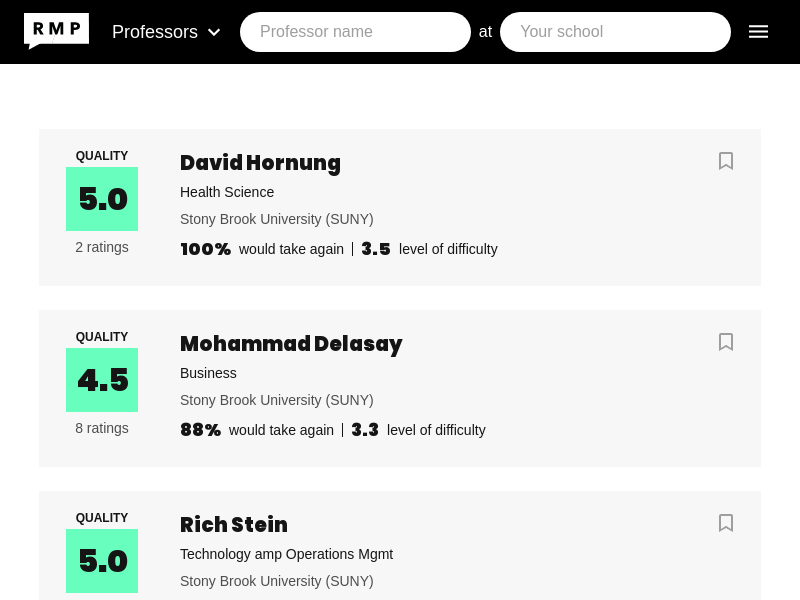 RMP
Professors
Professor name
at
Your school
QUALITY
5.0
2 ratings
David Hornung
Health Science
Stony Brook University (SUNY)
100% would take again | 3.5 level of difficulty
QUALITY
4.5
8 ratings
Mohammad Delasay
Business
Stony Brook University (SUNY)
88% would take again | 3.3 level of difficulty
QUALITY
5.0
Rich Stein
Technology amp Operations Mgmt
Stony Brook University (SUNY)